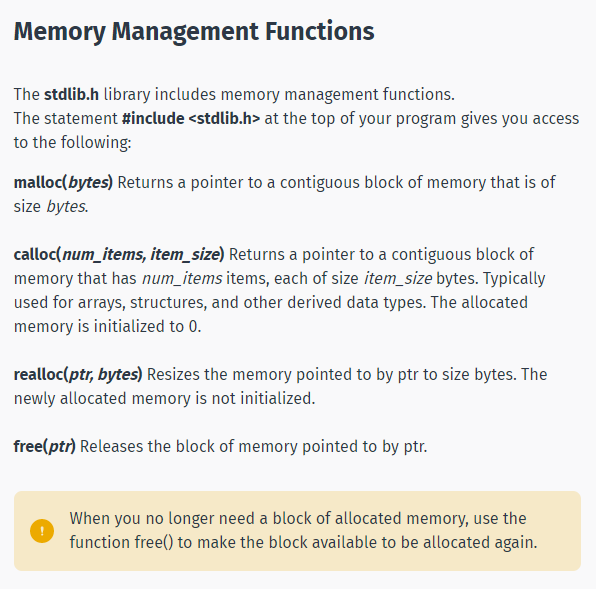 Memory Management Functions
The stdlib.h library includes memory management functions.
The statement #include <stdlib.h> at the top of your program gives you access
to the following:
malloc(bytes) Returns a pointer to a contiguous block of memory that is of
size bytes.
calloc(num_items, item_size) Returns a pointer to a contiguous block of
memory that has num_items items, each of size item_size bytes. Typically
used for arrays, structures, and other derived data types. The allocated
memory is initialized to 0.
realloc(ptr, bytes) Resizes the memory pointed to by ptr to size bytes. The
newly allocated memory is not initialized.
free(ptr) Releases the block of memory pointed to by ptr.
! When you no longer need a block of allocated memory, use the
function free() to make the block available to be allocated again.